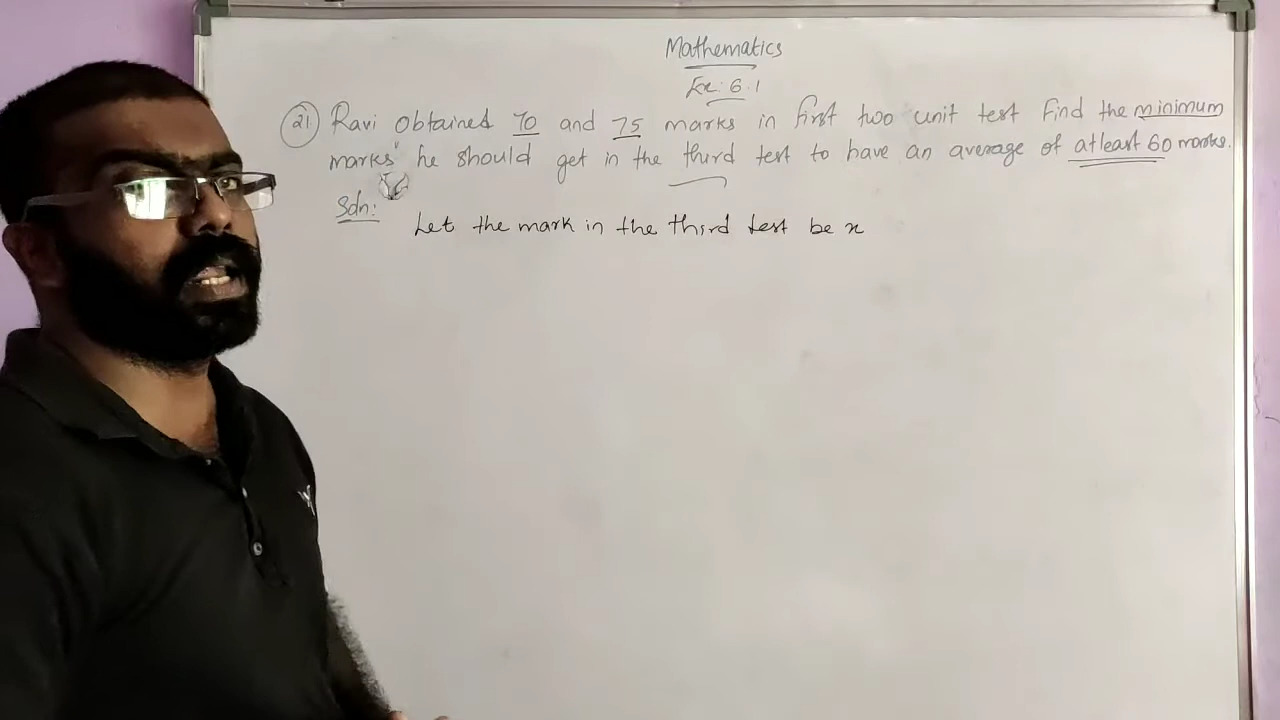 Mathematics
Ex: 6.1
21) Ravi obtained 70 and 75 marks in first two unit test Find the minimum
marks" he should get in the third test to have an average of atleast 60 marks.
Soln:
Let the mark in the third test be x